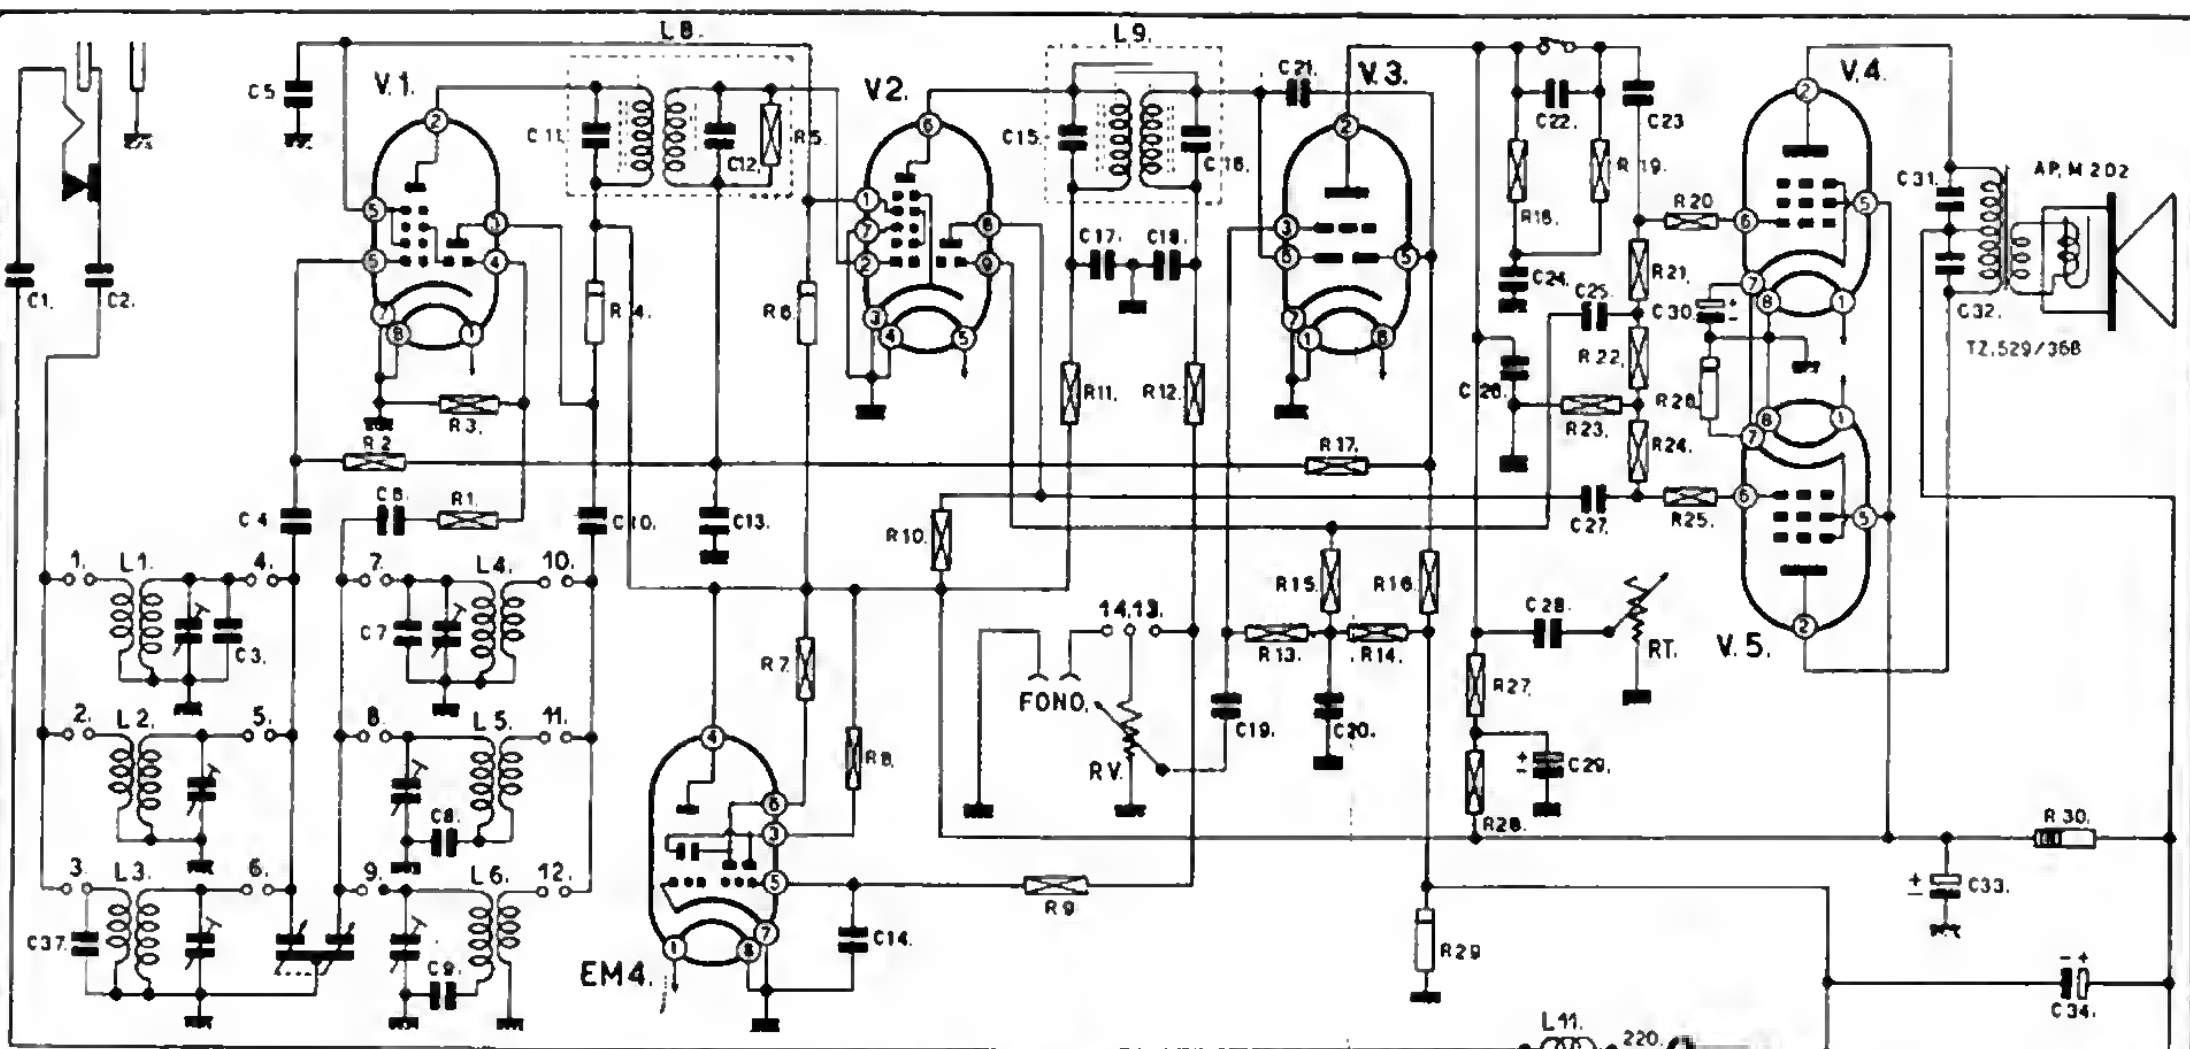 L8.
L9.
C5
V.1.
V2.
C21.
V.3.
V.4.
C11.
C12.
R5.
C15.
C16.
C22.
C23
R18.
R19.
R20
C31.
AP. M 202
C1.
C2.
R4.
R6.
C17.
C18.
C24.
C25.
R21.
C30.
C32.
TZ.529/368
R3.
R11.
R12.
C26.
R22.
R23.
R26.
R2
R17.
R24.
C4
C6.
R1.
C10.
C13.
R10.
C27.
R25.
1.
L1.
4.
7.
L4.
10.
C3.
C7
14.
13.
R15.
R16.
C28.
RT.
V.5.
R7.
R13.
R14.
R27.
FONO.
2.
L2.
5.
8.
L5.
11.
RV.
C19.
C20.
C29.
R8.
C8.
R28.
R30.
3.
L3.
6.
9.
L6.
12.
C37.
C9.
EM4.
C14.
R9
R29
C33.
C34.
L11.
220.